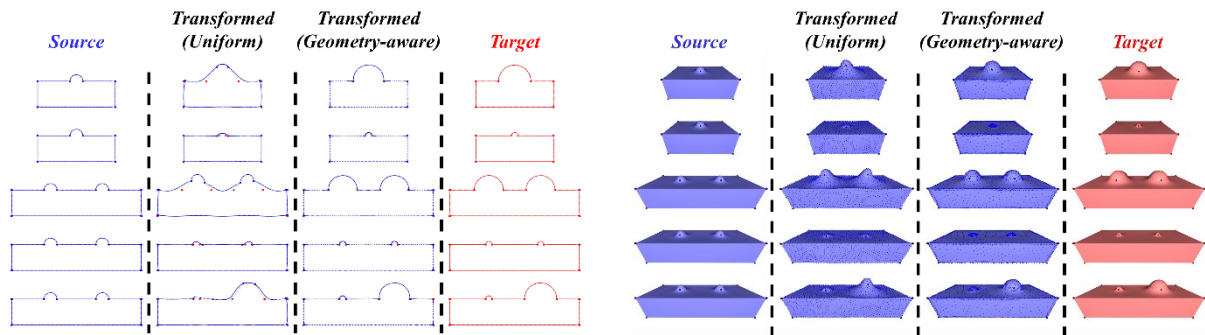 Source
Transformed
(Uniform)
Transformed
(Geometry-aware)
Target
Source
Transformed
(Uniform)
Transformed
(Geometry-aware)
Target